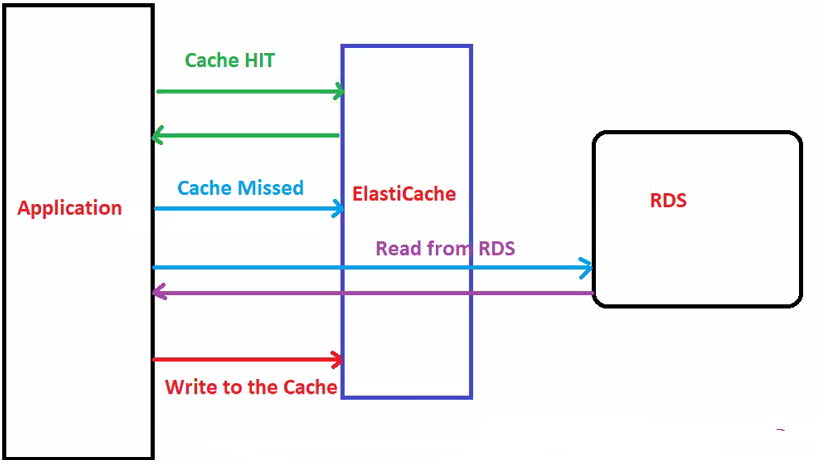 Cache HIT
Cache Missed
Application
ElastiCache
RDS
Read from RDS
Write to the Cache